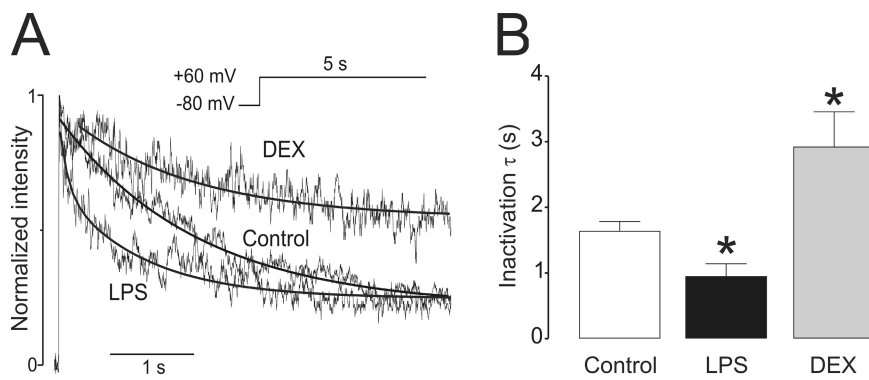 A
5 s
+60 mV
-80 mV
1
DEX
Control
LPS
0
Normalized intensity
1 s
B
4
3
2
1
0
Inactivation τ (s)
*
*
Control
LPS
DEX